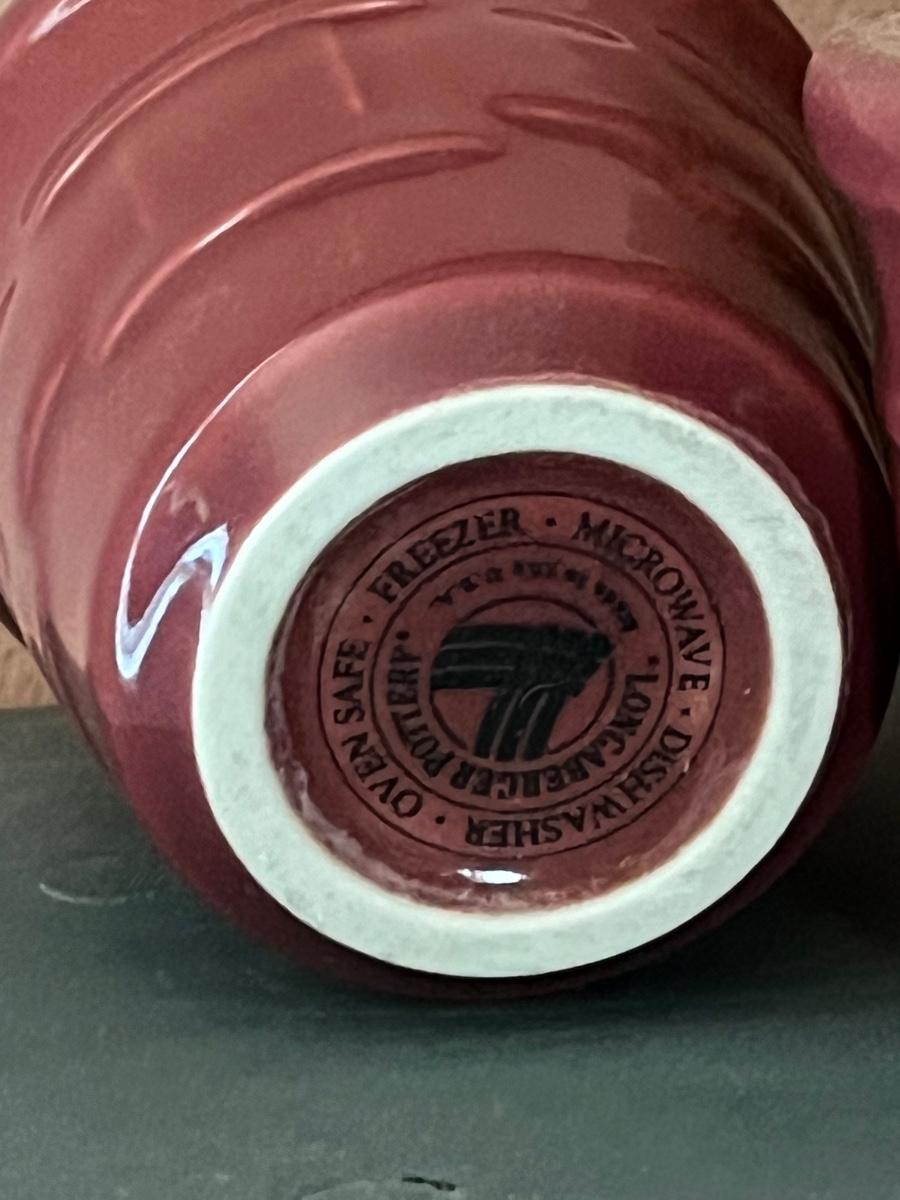 OVEN SAFE · FREEZER · MICROWAVE · DISHWASHER ·
*LONGABERGER POTTERY*
U.S.A.